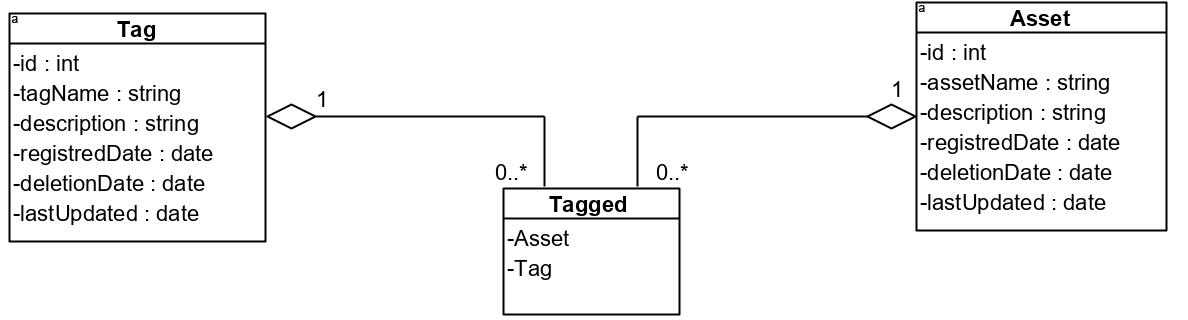 a
Tag
-id : int
-tagName : string
-description : string
-registredDate : date
-deletionDate : date
-lastUpdated : date
1
0..*
a
Asset
-id : int
-assetName : string
-description : string
-registredDate : date
-deletionDate : date
-lastUpdated : date
1
0..*
Tagged
-Asset
-Tag